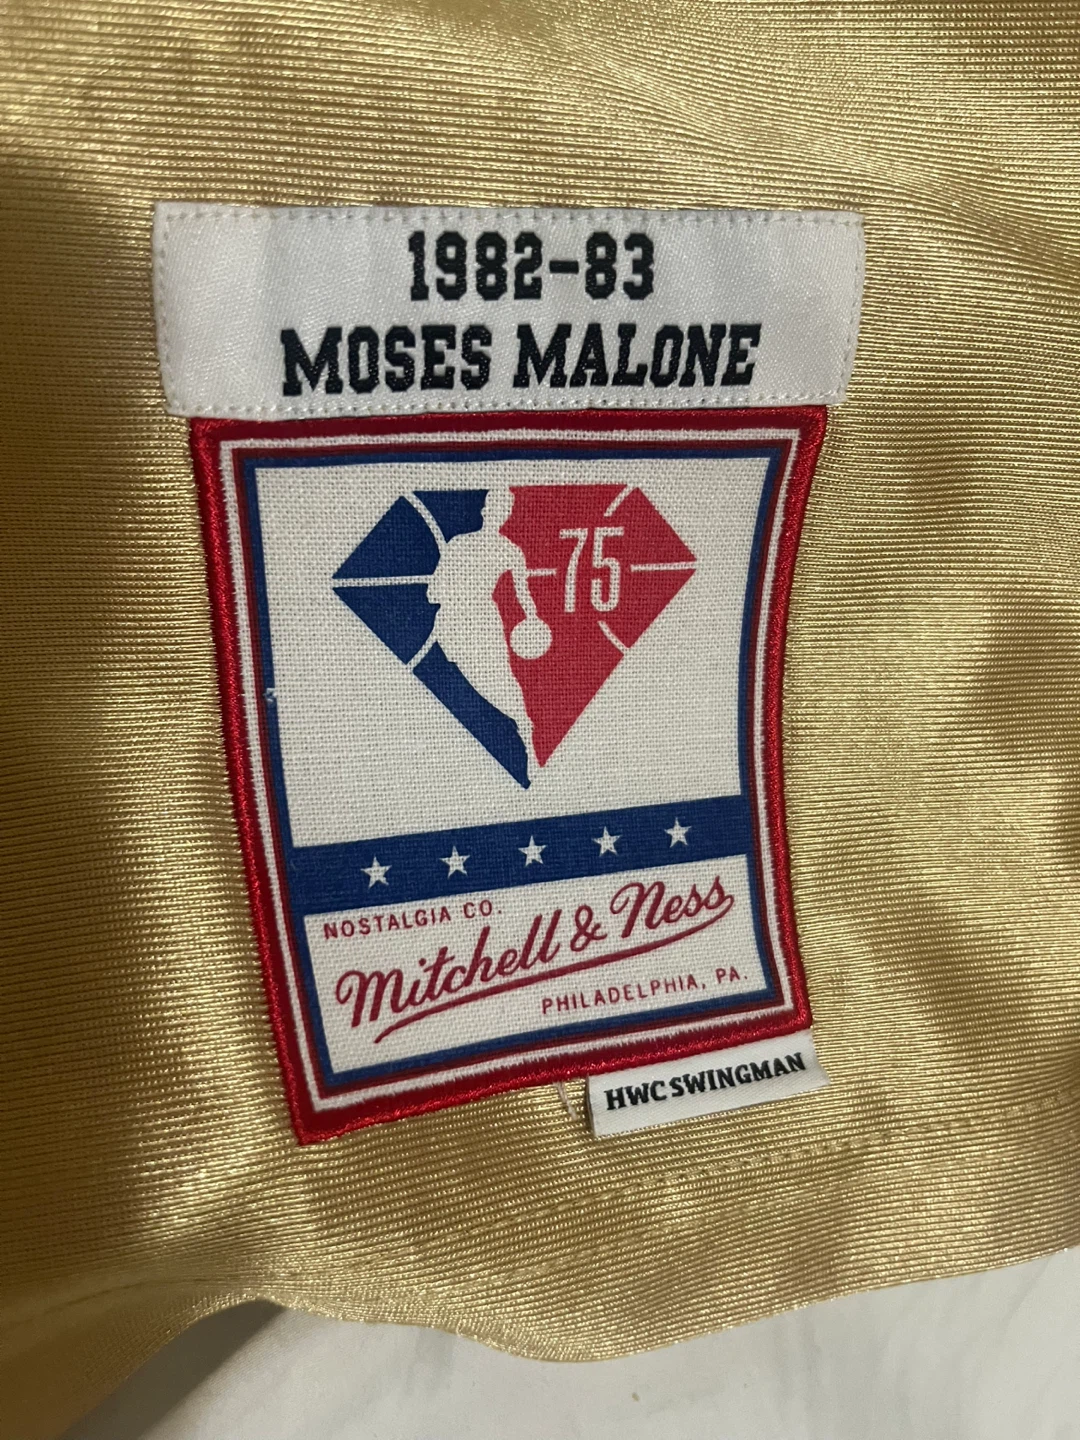 1982-83
MOSES MALONE
75
NOSTALGIA CO.
Mitchell & Ness
PHILADELPHIA, PA.
HWC SWINGMAN